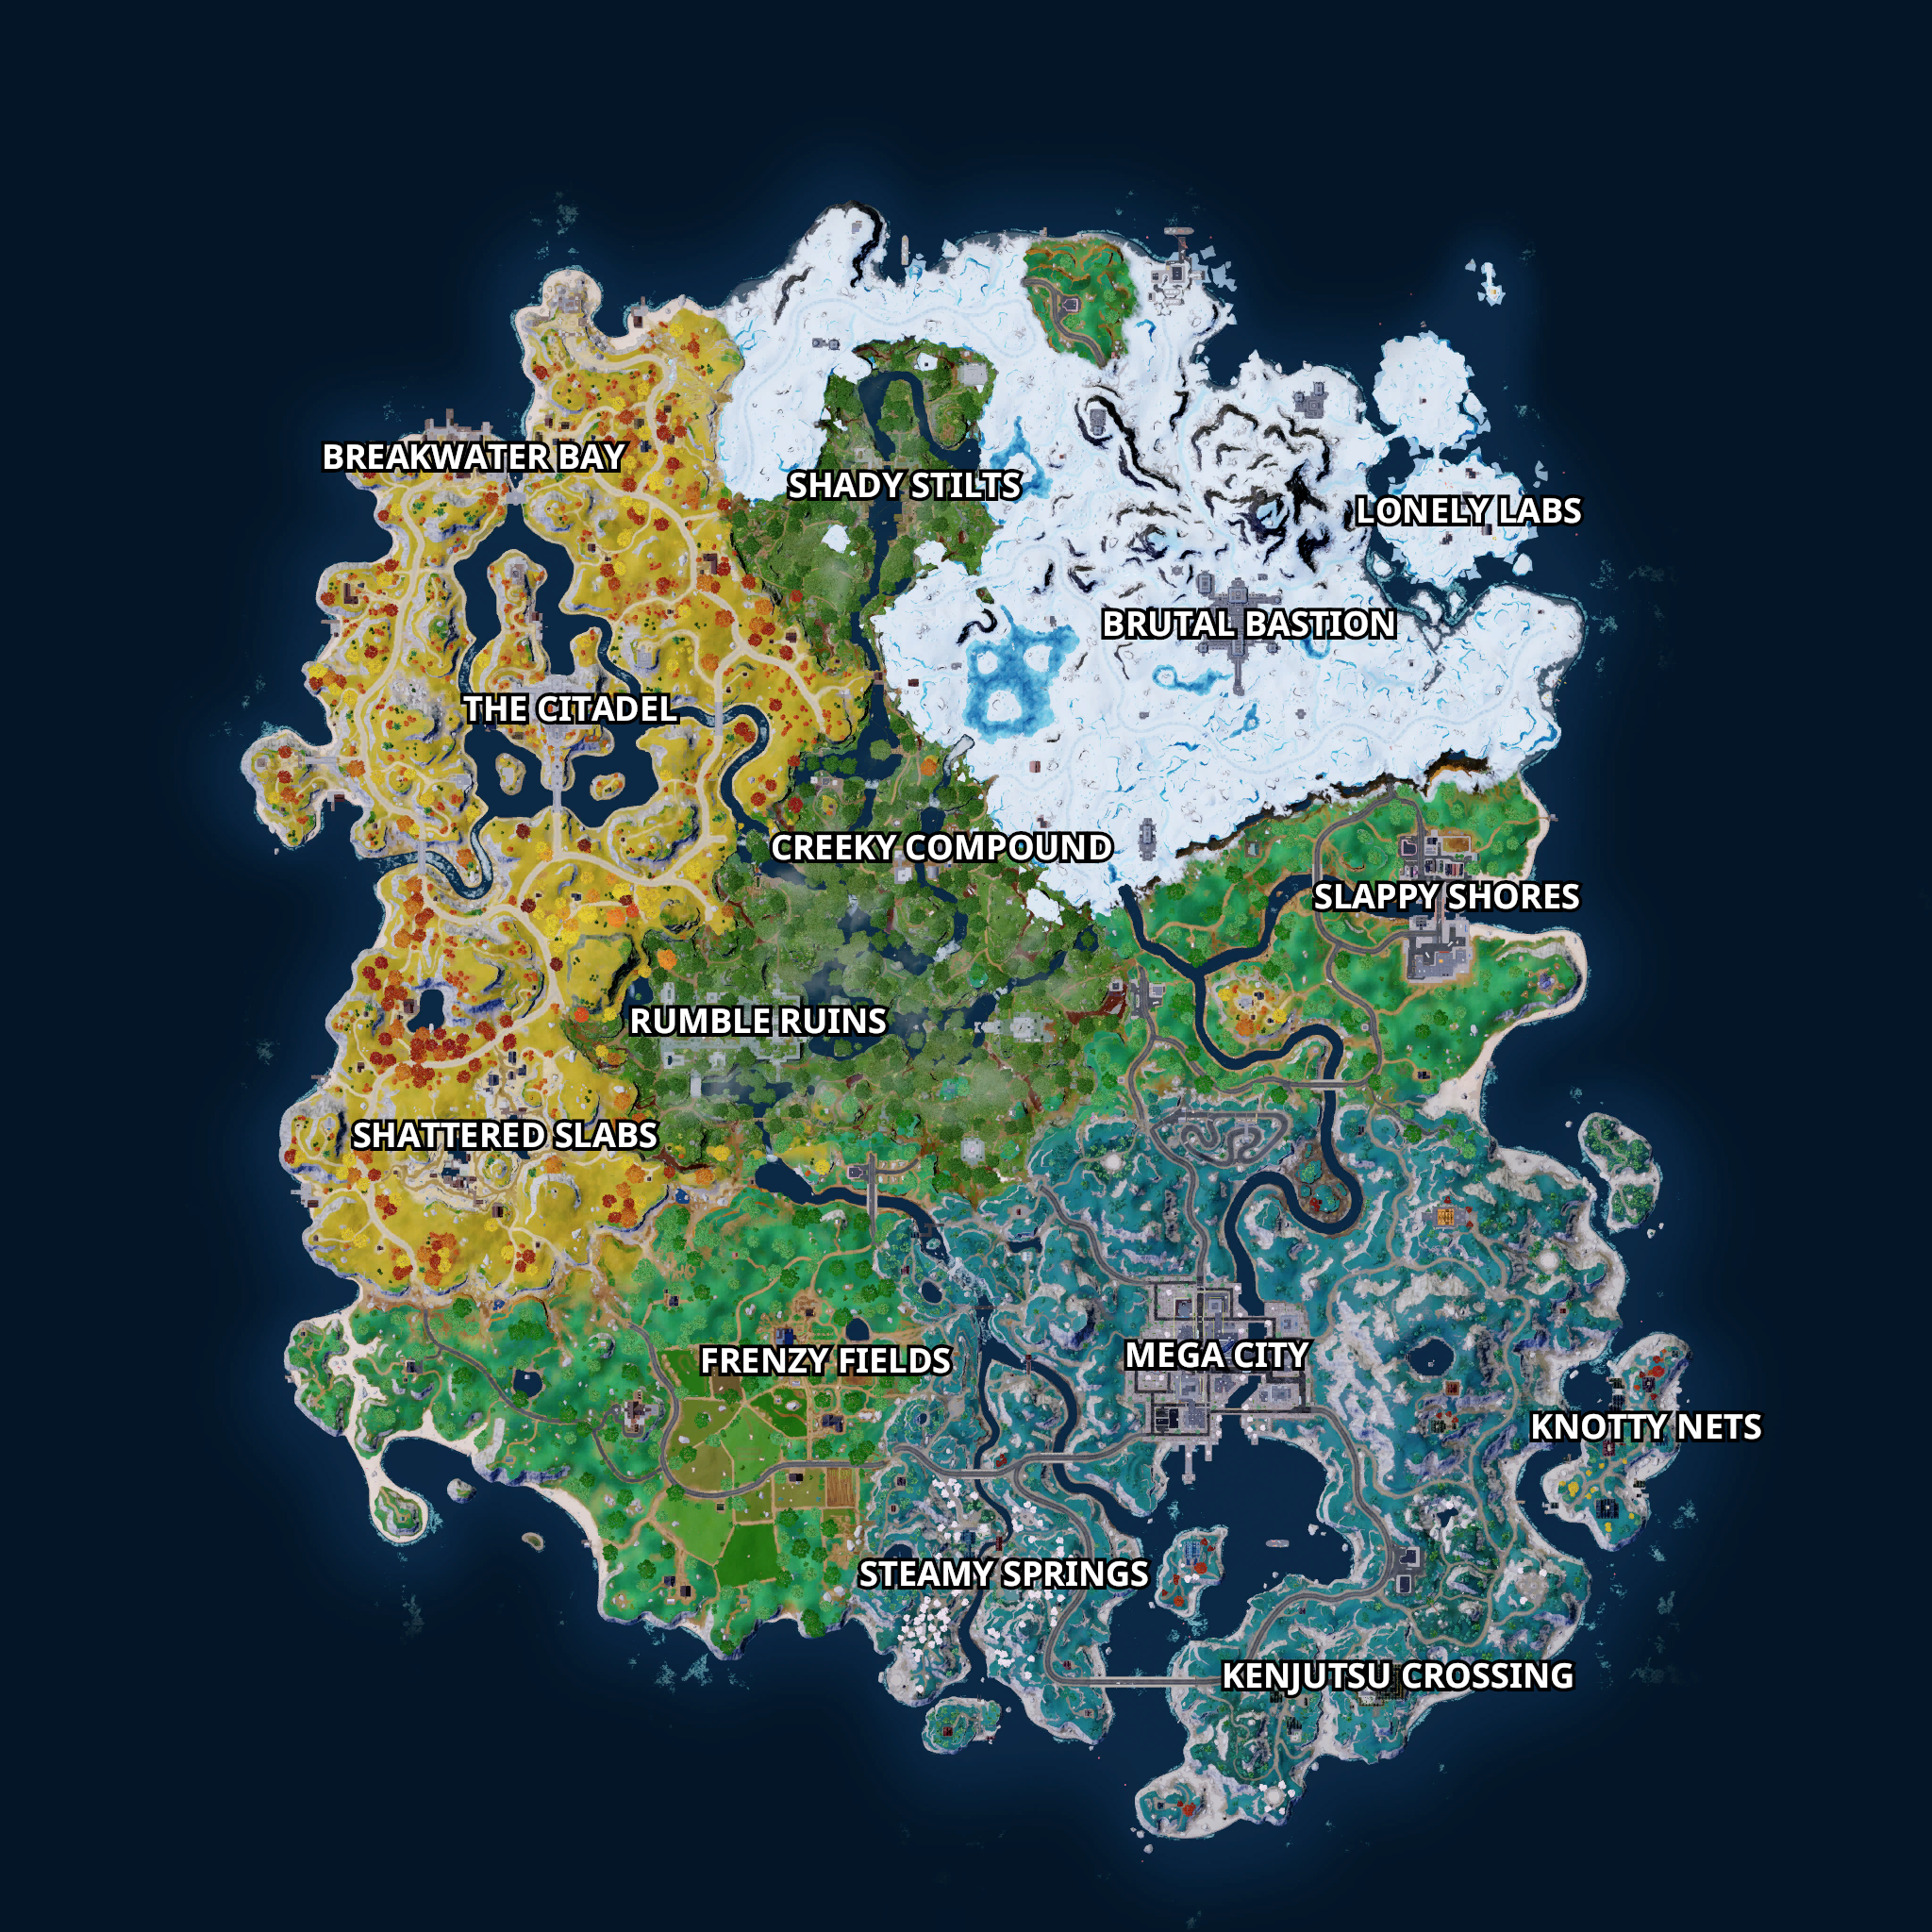 BREAKWATER BAY
SHADY STILTS
LONELY LABS
BRUTAL BASTION
THE CITADEL
CREEKY COMPOUND
SLAPPY SHORES
RUMBLE RUINS
SHATTERED SLABS
MEGA CITY
FRENZY FIELDS
KNOTTY NETS
STEAMY SPRINGS
KENJUTSU CROSSING